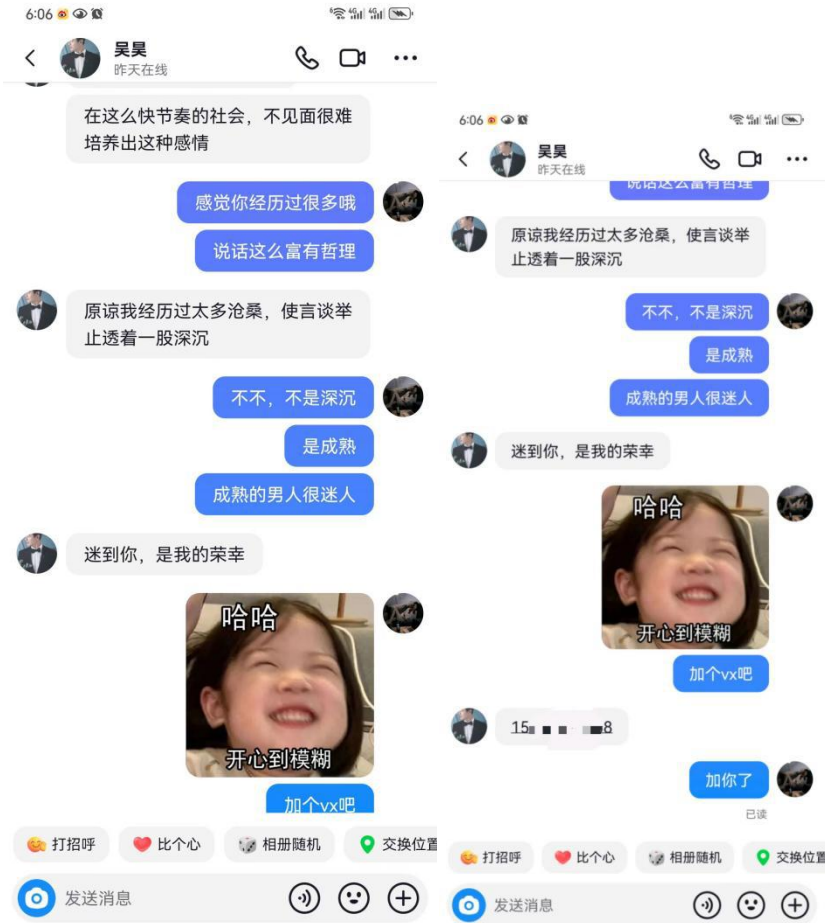 6:06
吴昊
昨天在线
在这么快节奏的社会，不见面很难
培养出这种感情
感觉你经历过很多哦
说话这么富有哲理
原谅我经历过太多沧桑，使言谈举
止透着一股深沉
不不，不是深沉
是成熟
成熟的男人很迷人
迷到你，是我的荣幸
哈哈
开心到模糊
加个vx吧
打招呼
比个心
相册随机
交换位置
发送消息
6:06
吴昊
昨天在线
说话这么富有哲理
原谅我经历过太多沧桑，使言谈举
止透着一股深沉
不不，不是深沉
是成熟
成熟的男人很迷人
迷到你，是我的荣幸
哈哈
开心到模糊
加个vx吧
15 8
加你了
已读
打招呼
比个心
相册随机
交换位置
发送消息